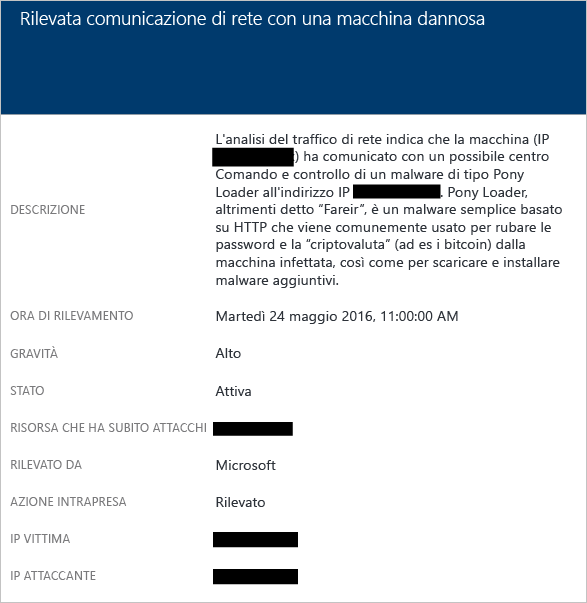 Rilevata comunicazione di rete con una macchina dannosa
L'analisi del traffico di rete indica che la macchina (IP
) ha comunicato con un possibile centro
Comando e controllo di un malware di tipo Pony
Loader all'indirizzo IP . Pony Loader,
DESCRIZIONE
altrimenti detto “Fareir”, è un malware semplice basato
su HTTP che viene comunemente usato per rubare le
password e la “criptovaluta” (ad es i bitcoin) dalla
macchina infettata, così come per scaricare e installare
malware aggiuntivi.
ORA DI RILEVAMENTO Martedì 24 maggio 2016, 11:00:00 AM
GRAVITÀ Alto
STATO Attiva
RISORSA CHE HA SUBITO ATTACCHI
RILEVATO DA Microsoft
AZIONE INTRAPRESA Rilevato
IP VITTIMA
IP ATTACCANTE